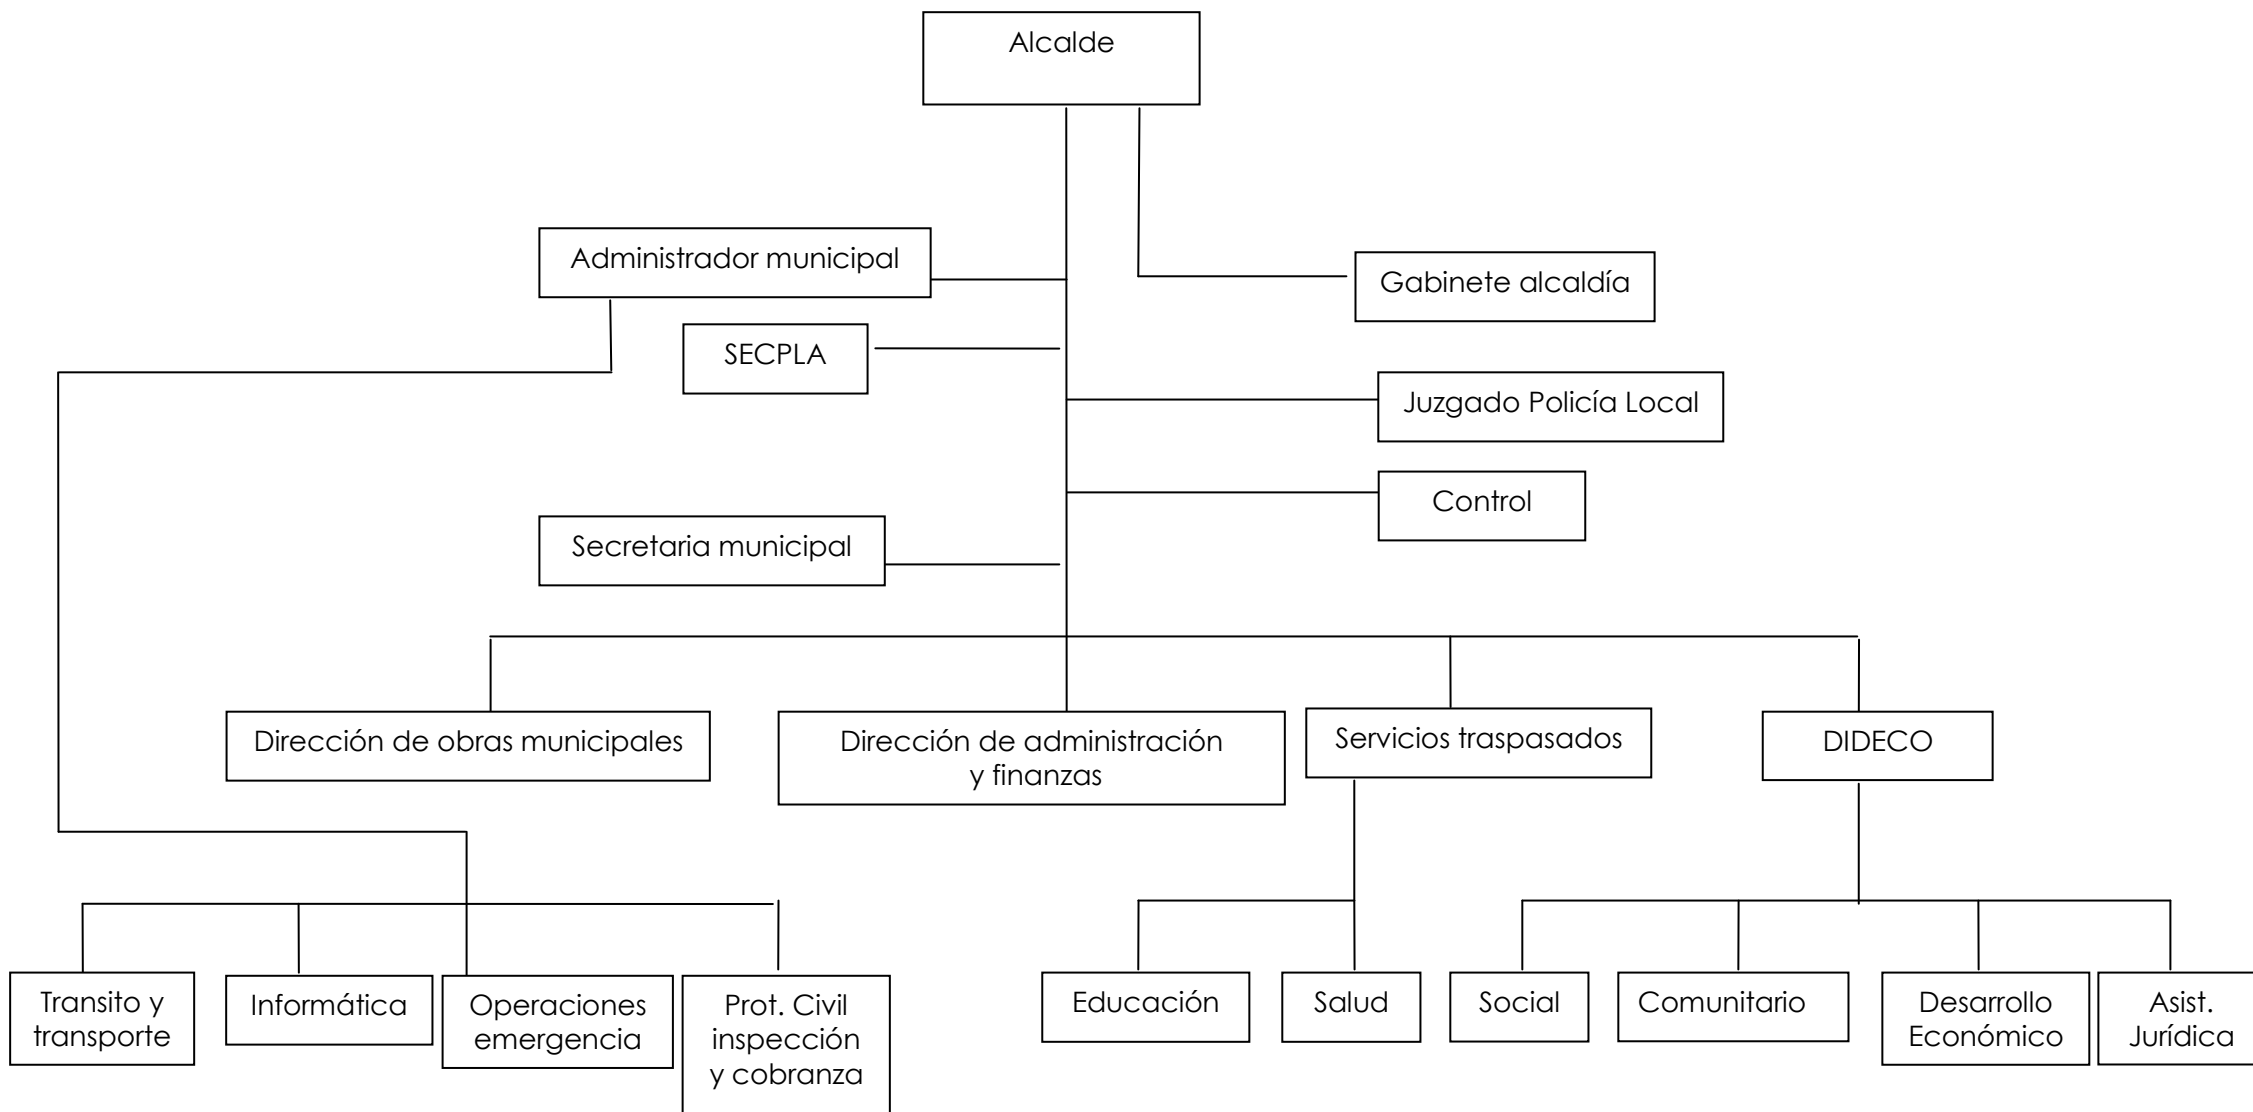 Alcalde
Administrador municipal
Gabinete alcaldía
SECPLA
Juzgado Policía Local
Control
Secretaria municipal
Dirección de obras municipales
Dirección de administración
y finanzas
Servicios traspasados
DIDECO
Transito y
transporte
Informática
Operaciones
emergencia
Prot. Civil
inspección
y cobranza
Educación
Salud
Social
Comunitario
Desarrollo
Económico
Asist.
Jurídica